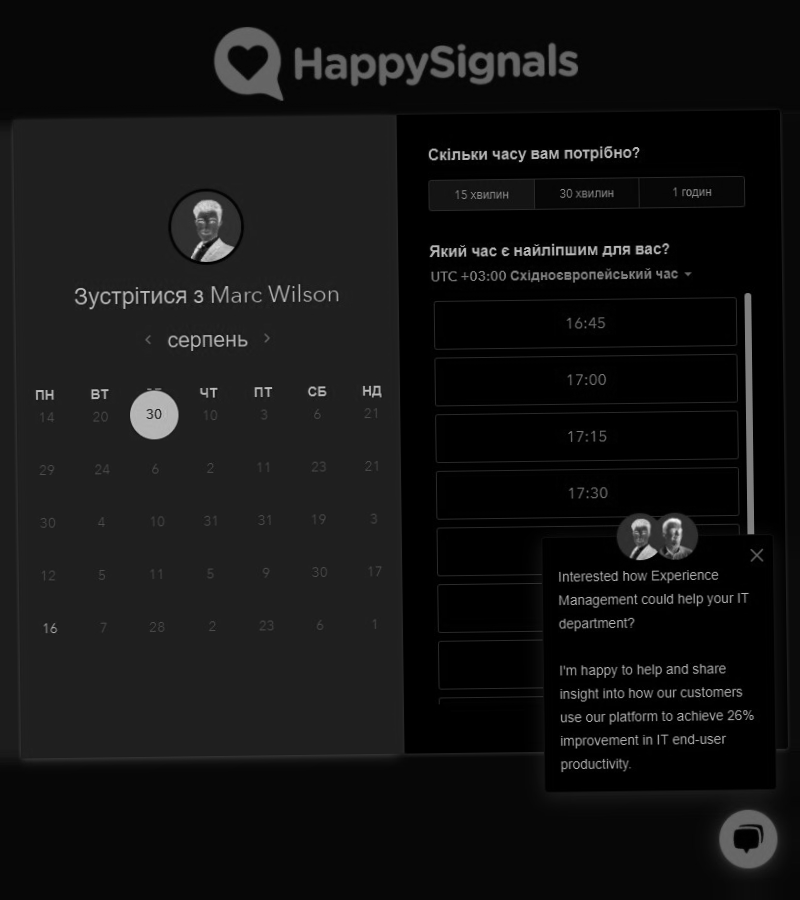 HappySignals
Зустрітися з Marc Wilson
серпень
ПН ВТ ЧТ ПТ СБ НД
14 20 30 10 3 6 21
29 24 6 2 11 23 21
30 4 10 31 31 19 3
12 5 11 5 9 30 17
16 7 28 2 23 6 1
Скільки часу вам потрібно?
15 хвилин 30 хвилин 1 годин
Який час є найліпшим для вас?
UTC +03:00 Східноєвропейський час
16:45
17:00
17:15
17:30
Interested how Experience
Management could help your IT
department?
I'm happy to help and share
insight into how our customers
use our platform to achieve 26%
improvement in IT end-user
productivity.